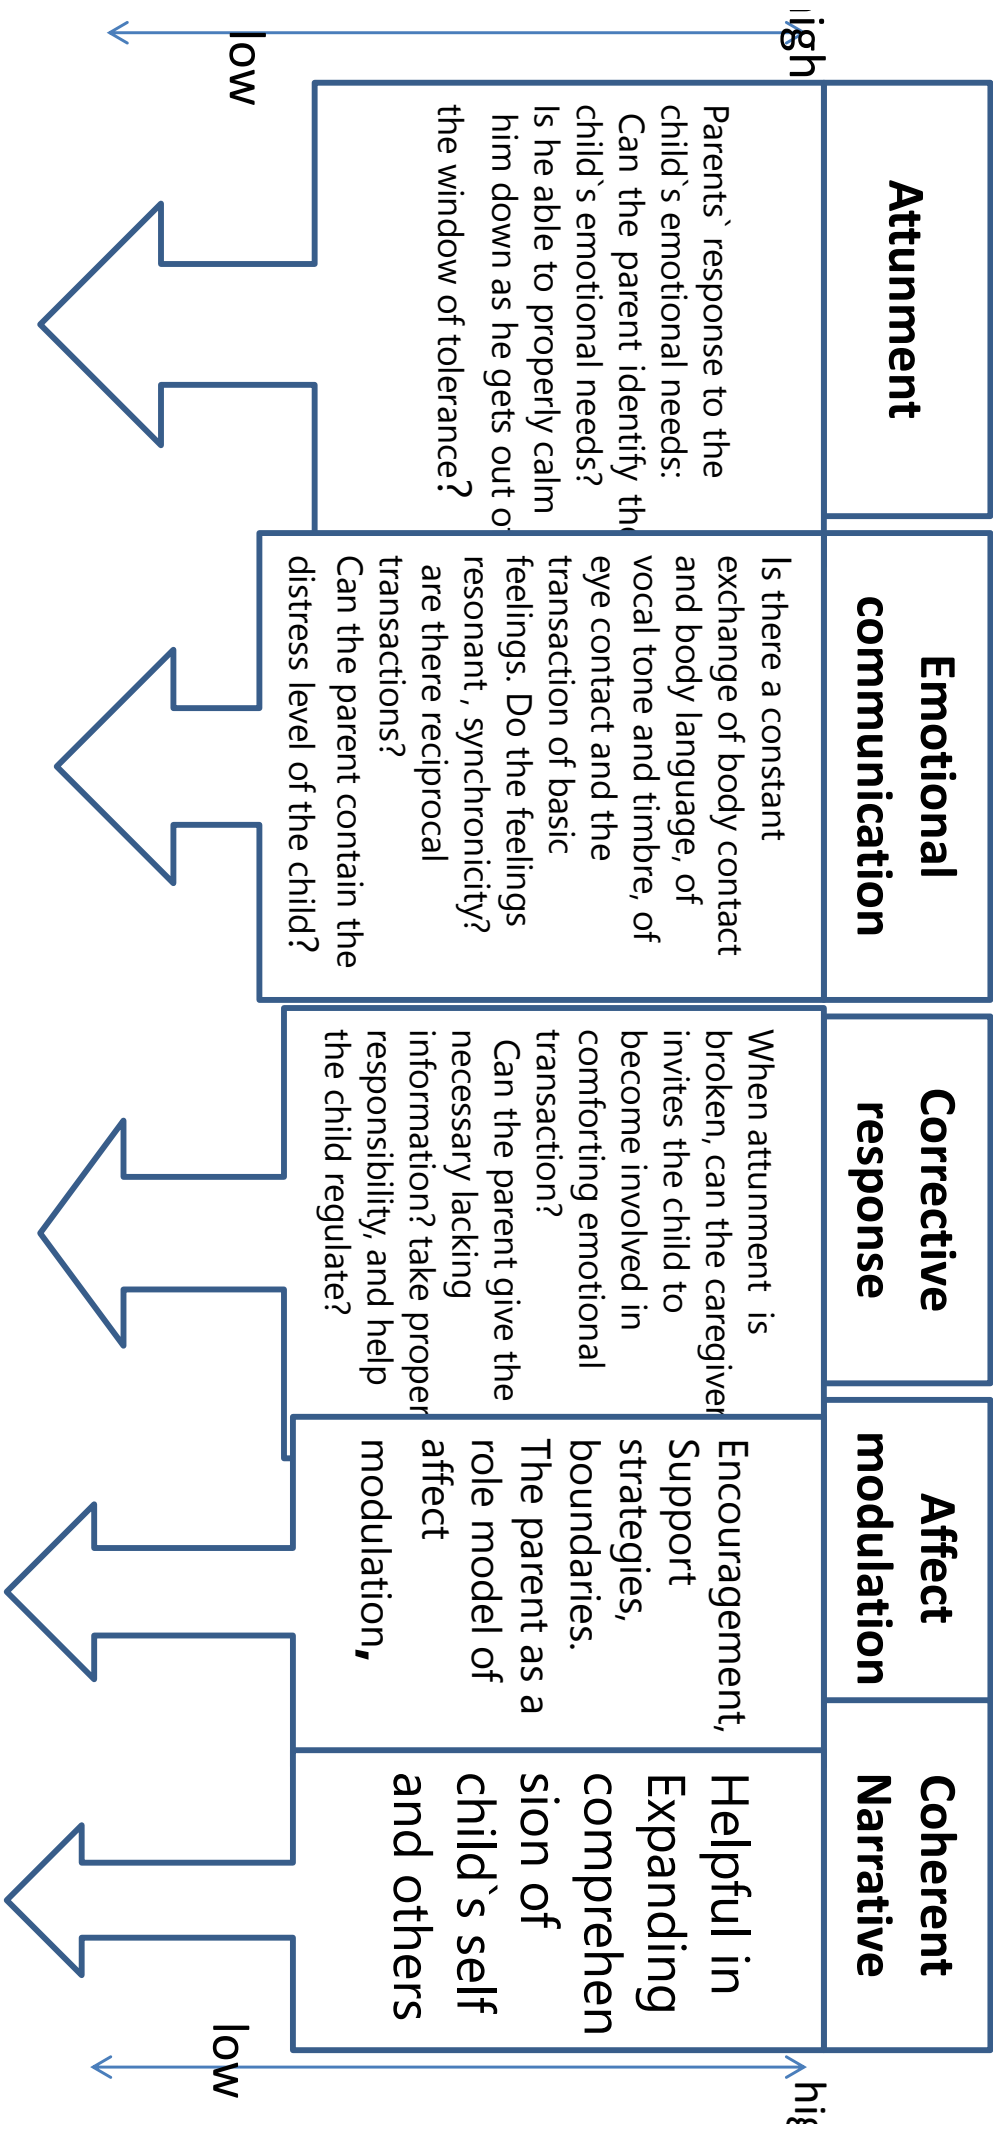 high
low
Attunment
Parents` response to the
child`s emotional needs:
Can the parent identify the
child`s emotional needs?
Is he able to properly calm
him down as he gets out of
the window of tolerance?
Emotional
communication
Is there a constant
exchange of body contact
and body language, of
vocal tone and timbre, of
eye contact and the
transaction of basic
feelings. Do the feelings
resonant , synchronicity?
are there reciprocal
transactions?
Can the parent contain the
distress level of the child?
Corrective
response
When attunment is
broken, can the caregiver
invites the child to
become involved in
comforting emotional
transaction?
Can the parent give the
necessary lacking
information? take proper
responsibility, and help
the child regulate?
Affect
modulation
Encouragement,
Support
strategies,
boundaries.
The parent as a
role model of
affect
modulation,
Coherent
Narrative
Helpful in
Expanding
comprehen
sion of
child`s self
and others
high
low